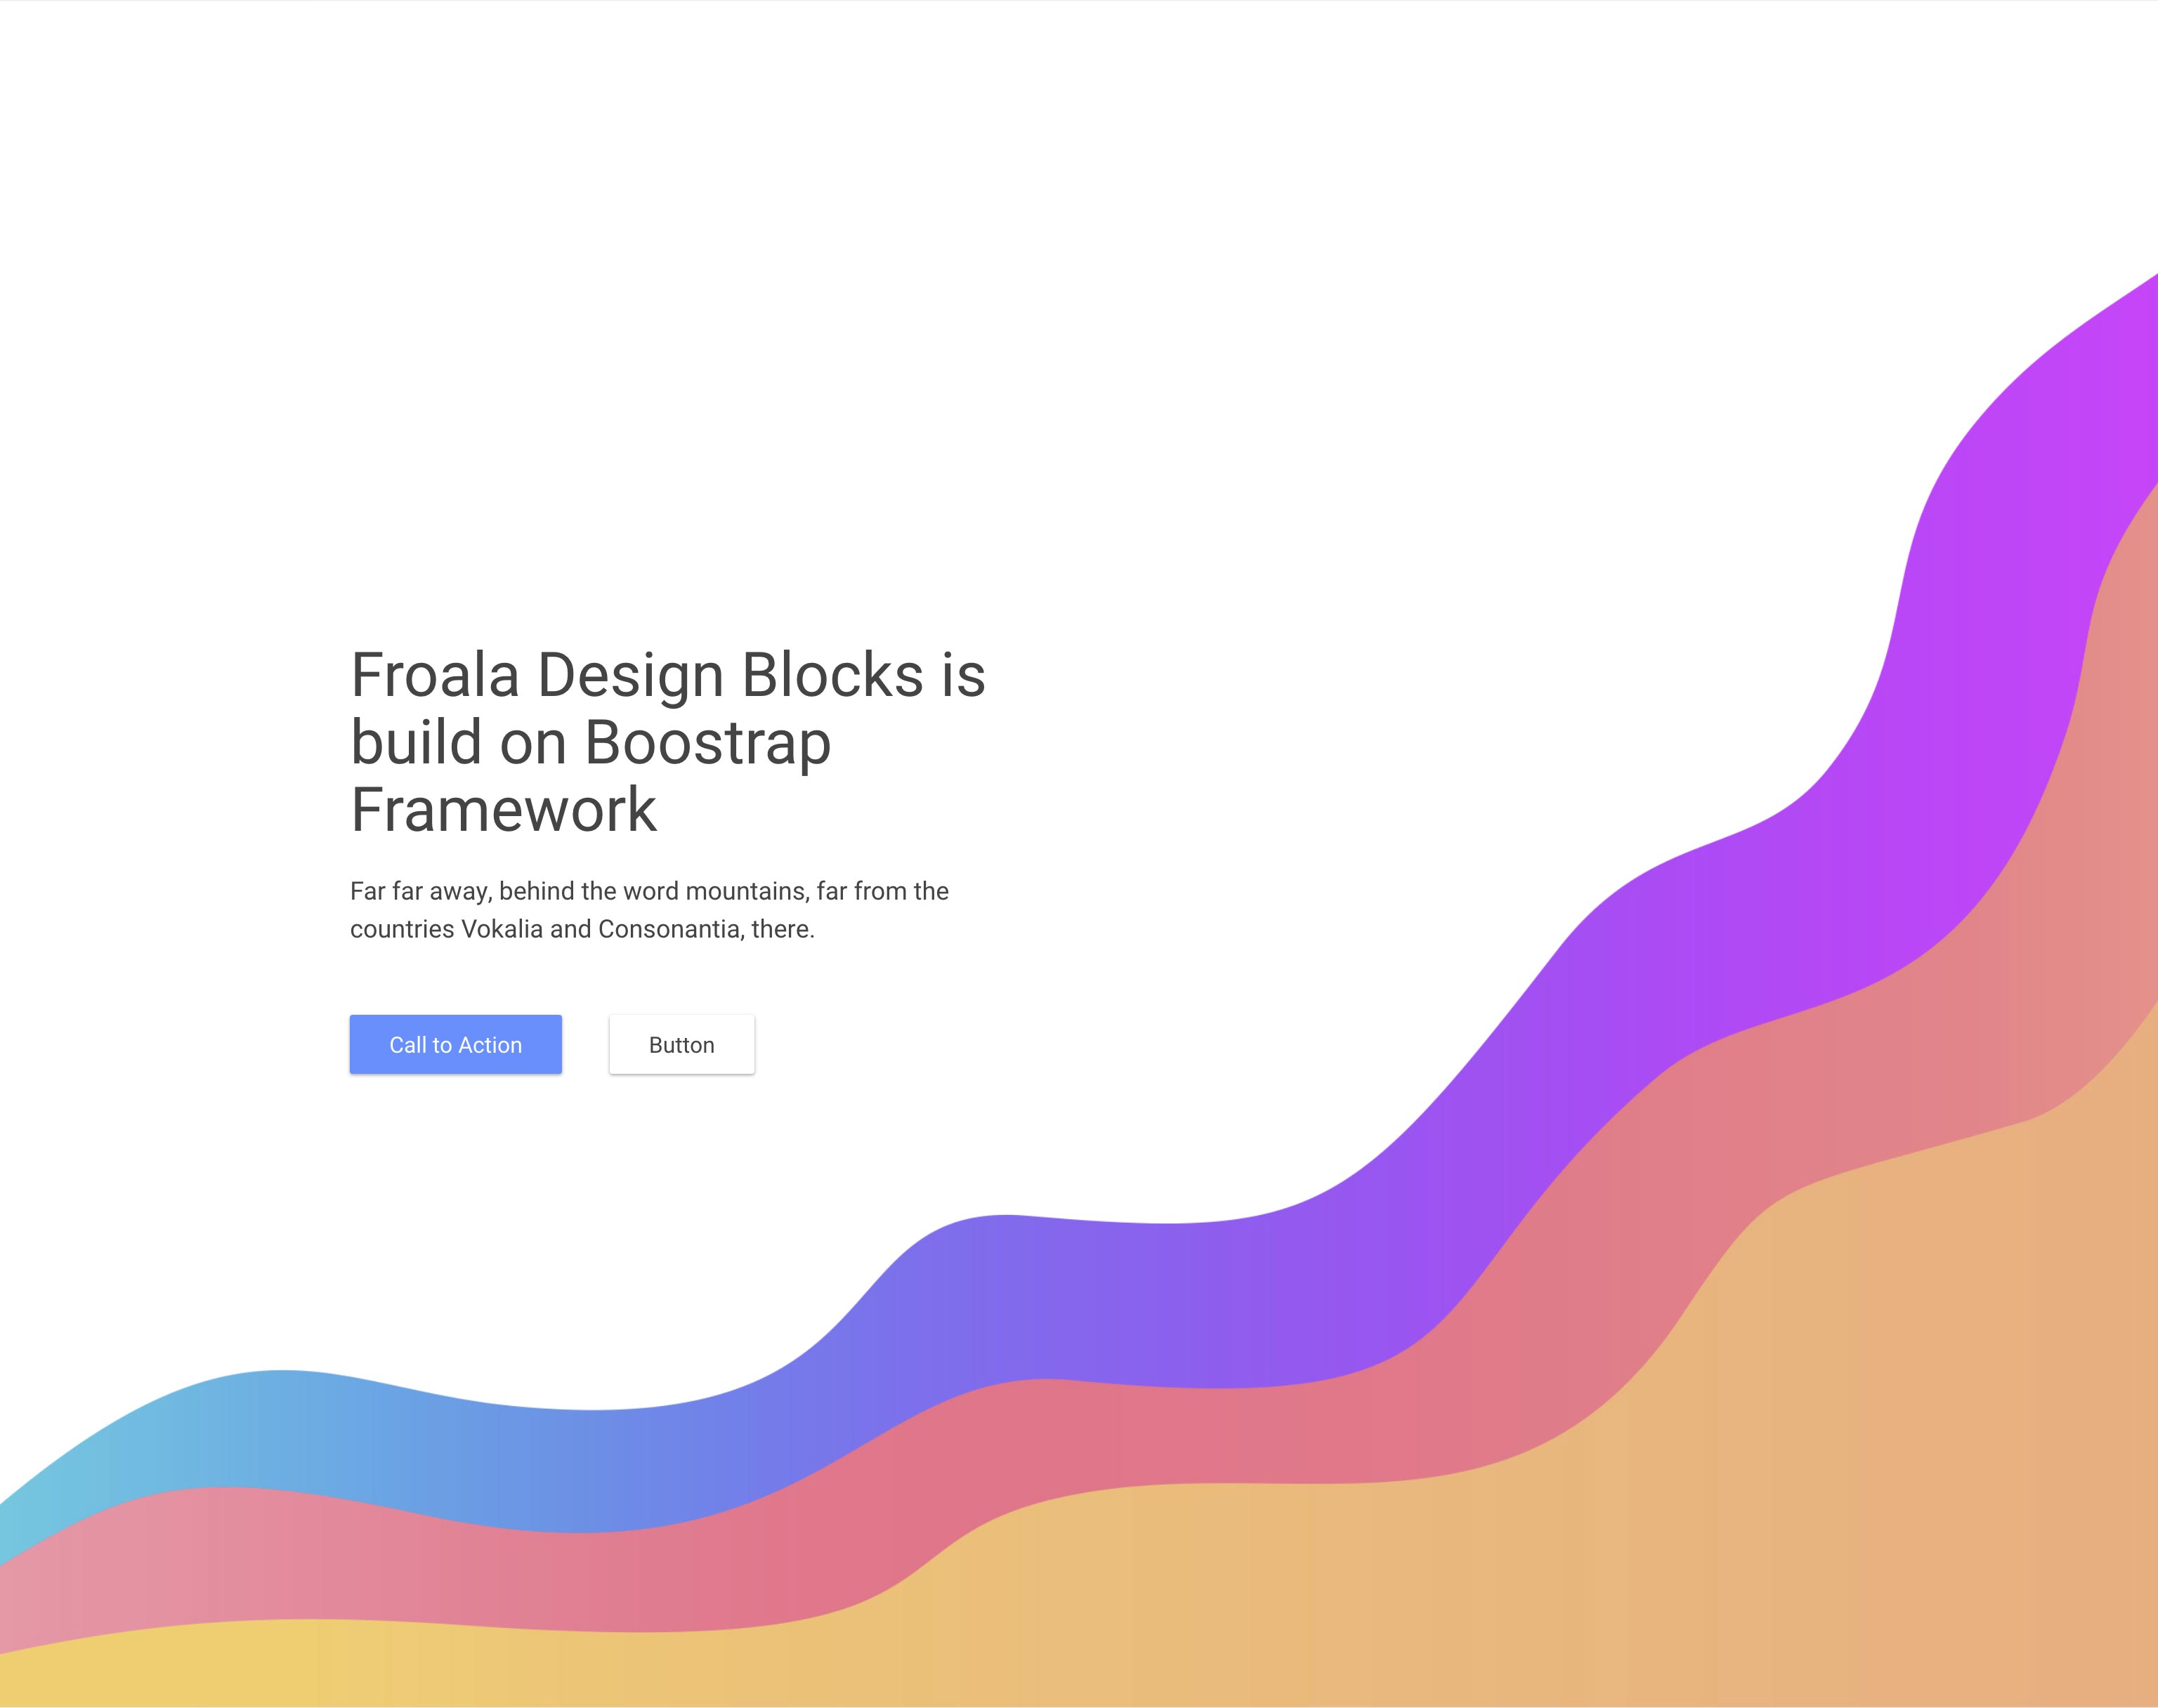 Froala Design Blocks is
build on Boostrap
Framework
Far far away, behind the word mountains, far from the
countries Vokalia and Consonantia, there.
Call to Action
Button